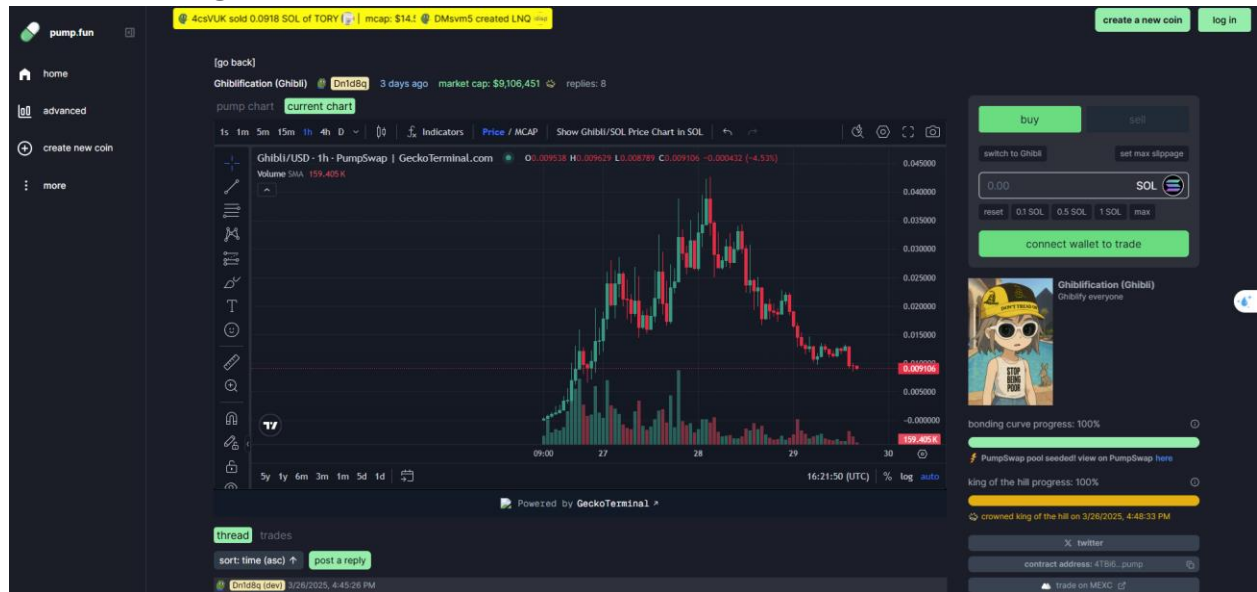 4csVUK sold 0.0918 SOL of TORY | mcap: $14.! DMsvm5 created LNQ
create a new coin
log in
pump.fun
home
advanced
create new coin
more
[go back]
Ghiblification (Ghibli) Dn1d8q 3 days ago market cap: $9,106,451 replies: 8
pump chart current chart
1s 1m 5m 15m 1h 4h D Indicators Price / MCAP Show Ghibli/SOL Price Chart in SOL
Ghibli/USD · 1h · PumpSwap | GeckoTerminal.com O0.009538 H0.009629 L0.008789 C0.009106 -0.000432 (-4.53%)
Volume SMA 159.405K
0.045000
0.040000
0.035000
0.030000
0.025000
0.020000
0.015000
0.009106
0.005000
-0.000000
159.405K
09:00 27 28 29 30
5y 1y 6m 3m 1m 5d 1d
16:21:50 (UTC) % log auto
Powered by GeckoTerminal
thread trades
sort: time (asc) post a reply
Dn1d8q (dev) 3/26/2025, 4:45:26 PM
buy sell
switch to Ghibli set max slippage
0.00 SOL
reset 0.1 SOL 0.5 SOL 1 SOL max
connect wallet to trade
Ghiblification (Ghibli)
Ghiblify everyone
STOP
BEING
POOR
bonding curve progress: 100%
PumpSwap pool seeded! view on PumpSwap here
king of the hill progress: 100%
crowned king of the hill on 3/26/2025, 4:48:33 PM
twitter
contract address: 4TBi6...pump
trade on MEXC